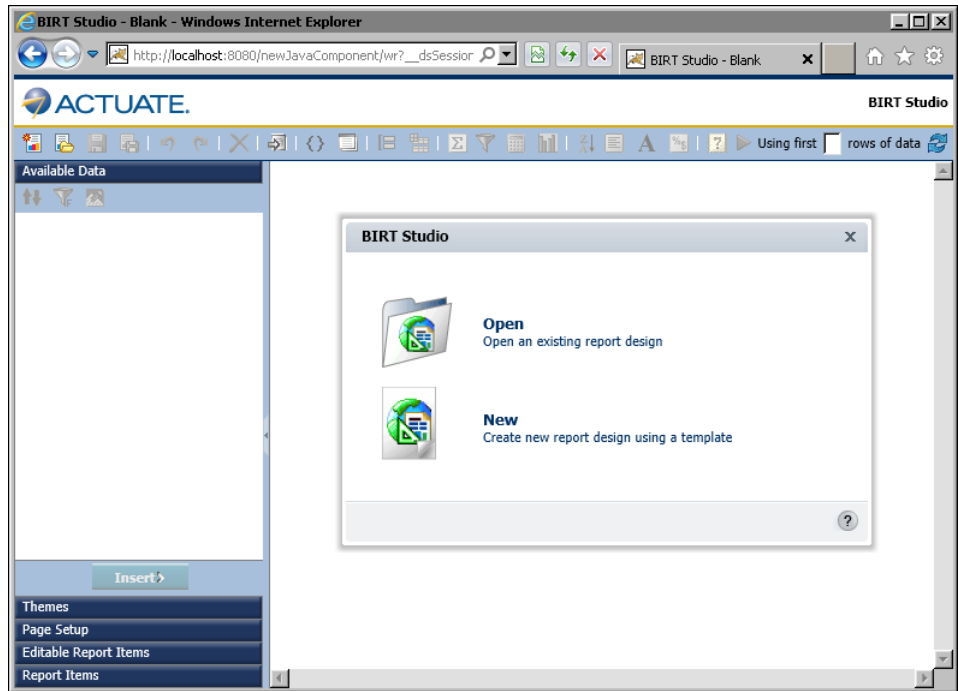 BIRT Studio - Blank - Windows Internet Explorer
http://localhost:8080/newJavaComponent/wr?__dsSession
BIRT Studio - Blank
ACTUATE.
BIRT Studio
Using first rows of data
Available Data
BIRT Studio
Open
Open an existing report design
New
Create new report design using a template
Insert
Themes
Page Setup
Editable Report Items
Report Items